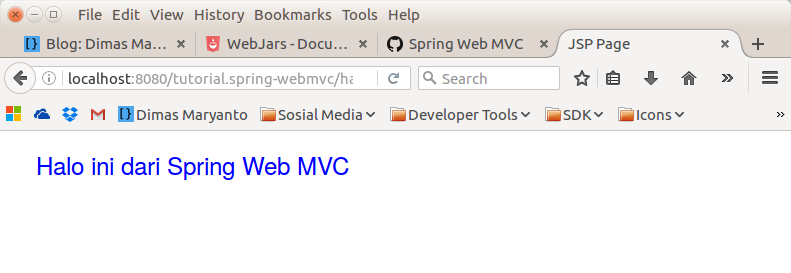 File Edit View History Bookmarks Tools Help
Blog: Dimas Ma... WebJars - Docu... Spring Web MVC JSP Page
localhost:8080/tutorial.spring-webmvc/ha Search
Dimas Maryanto Sosial Media Developer Tools SDK Icons
Halo ini dari Spring Web MVC